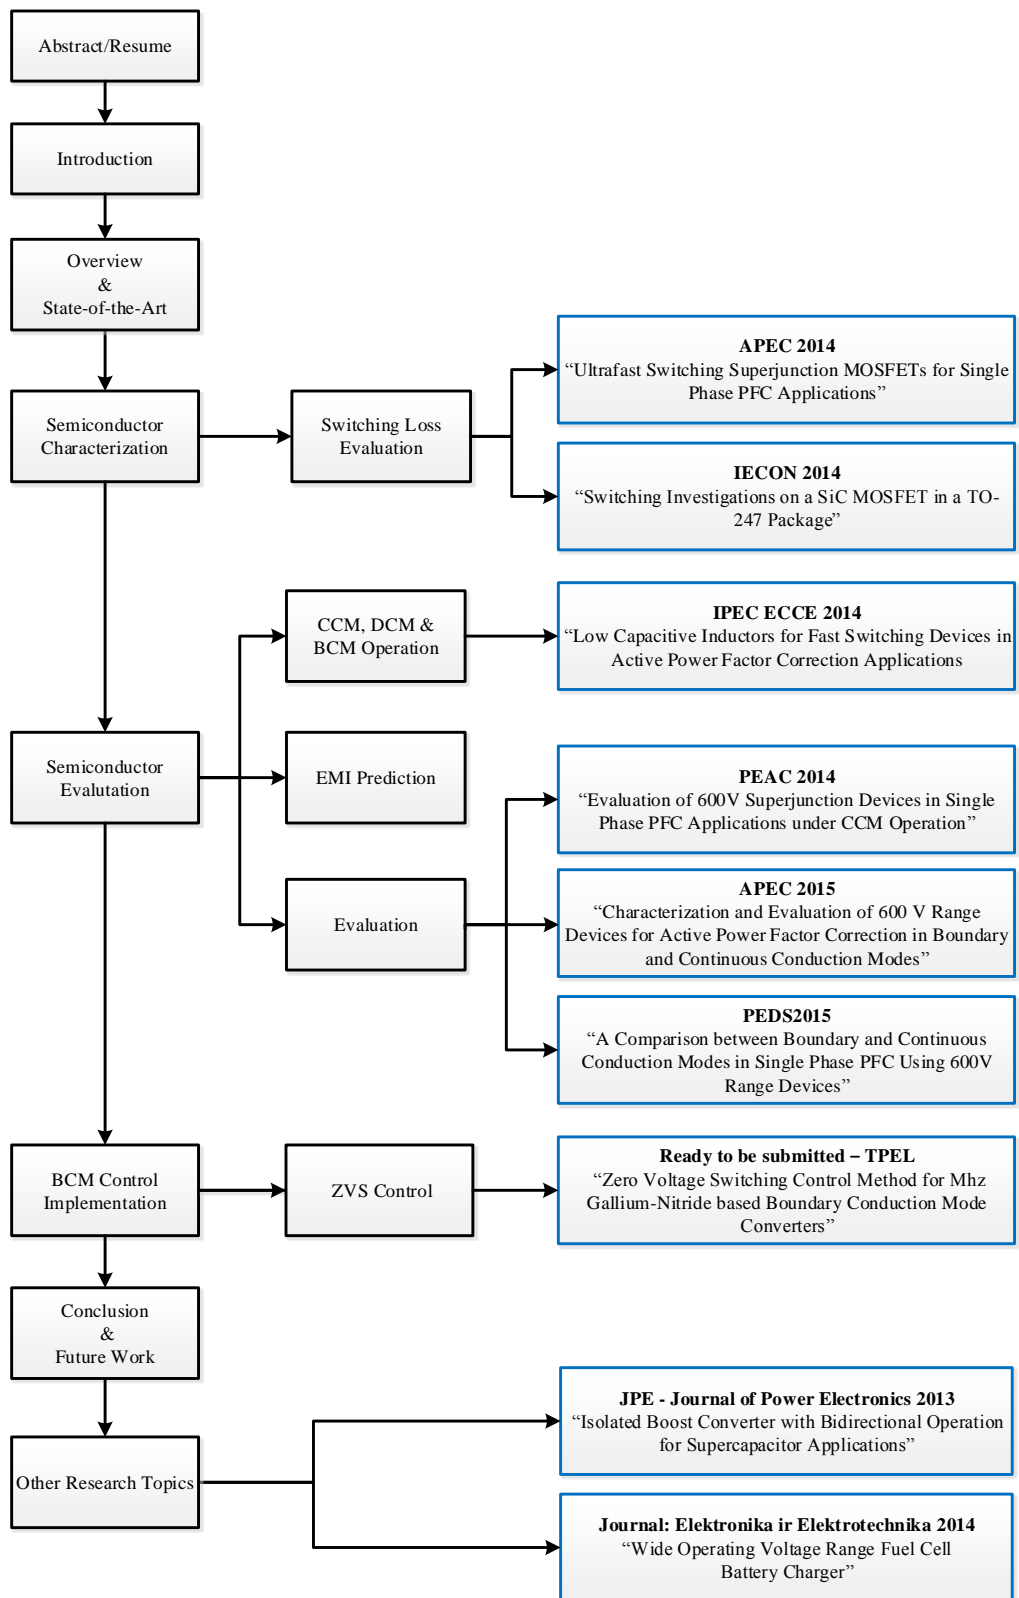 Abstract/Resume
Introduction
Overview
&
State-of-the-Art
Semiconductor
Characterization
Switching Loss
Evaluation
APEC 2014
“Ultrafast Switching Superjunction MOSFETs for Single
Phase PFC Applications”
IECON 2014
“Switching Investigations on a SiC MOSFET in a TO-
247 Package”
CCM, DCM &
BCM Operation
IPEC ECCE 2014
“Low Capacitive Inductors for Fast Switching Devices in
Active Power Factor Correction Applications
Semiconductor
Evalutation
EMI Prediction
Evaluation
PEAC 2014
“Evaluation of 600V Superjunction Devices in Single
Phase PFC Applications under CCM Operation”
APEC 2015
“Characterization and Evaluation of 600 V Range
Devices for Active Power Factor Correction in Boundary
and Continuous Conduction Modes”
PEDS2015
“A Comparison between Boundary and Continuous
Conduction Modes in Single Phase PFC Using 600V
Range Devices”
BCM Control
Implementation
ZVS Control
Ready to be submitted – TPEL
“Zero Voltage Switching Control Method for Mhz
Gallium-Nitride based Boundary Conduction Mode
Converters”
Conclusion
&
Future Work
Other Research Topics
JPE - Journal of Power Electronics 2013
“Isolated Boost Converter with Bidirectional Operation
for Supercapacitor Applications”
Journal: Elektronika ir Elektrotechnika 2014
“Wide Operating Voltage Range Fuel Cell
Battery Charger”